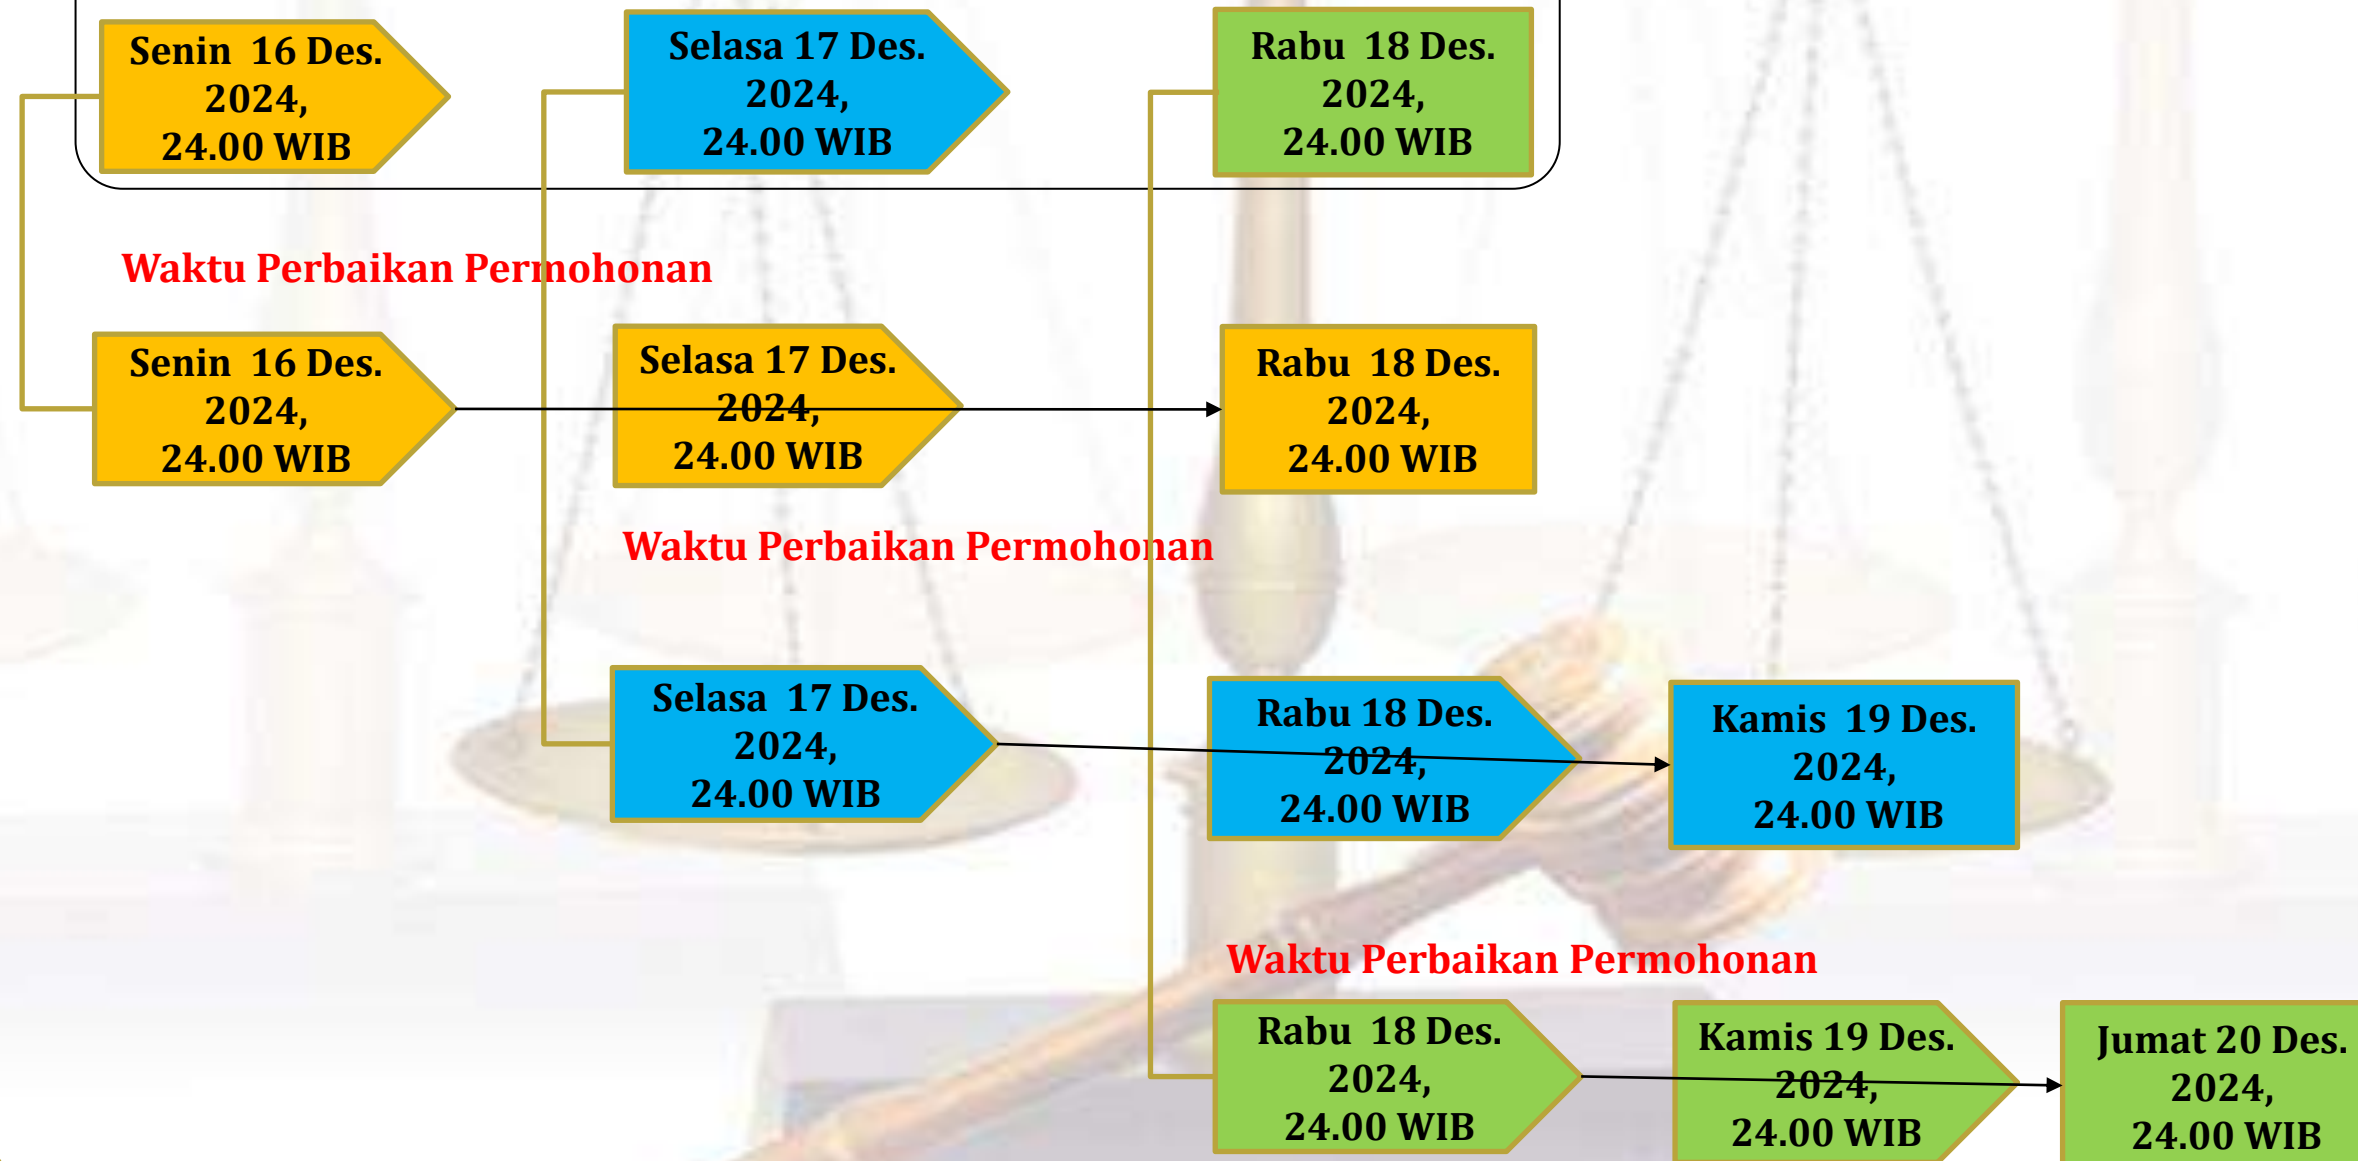 Senin 16 Des.
2024,
24.00 WIB
Selasa 17 Des.
2024,
24.00 WIB
Rabu 18 Des.
2024,
24.00 WIB
Waktu Perbaikan Permohonan
Senin 16 Des.
2024,
24.00 WIB
Selasa 17 Des.
2024,
24.00 WIB
Rabu 18 Des.
2024,
24.00 WIB
Waktu Perbaikan Permohonan
Selasa 17 Des.
2024,
24.00 WIB
Rabu 18 Des.
2024,
24.00 WIB
Kamis 19 Des.
2024,
24.00 WIB
Waktu Perbaikan Permohonan
Rabu 18 Des.
2024,
24.00 WIB
Kamis 19 Des.
2024,
24.00 WIB
Jumat 20 Des.
2024,
24.00 WIB